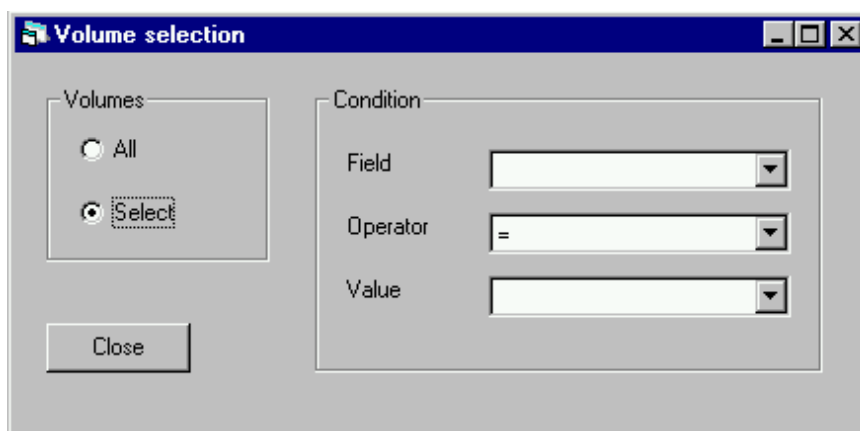 Volume selection
Volumes
All
Select
Close
Condition
Field
Operator =
Value